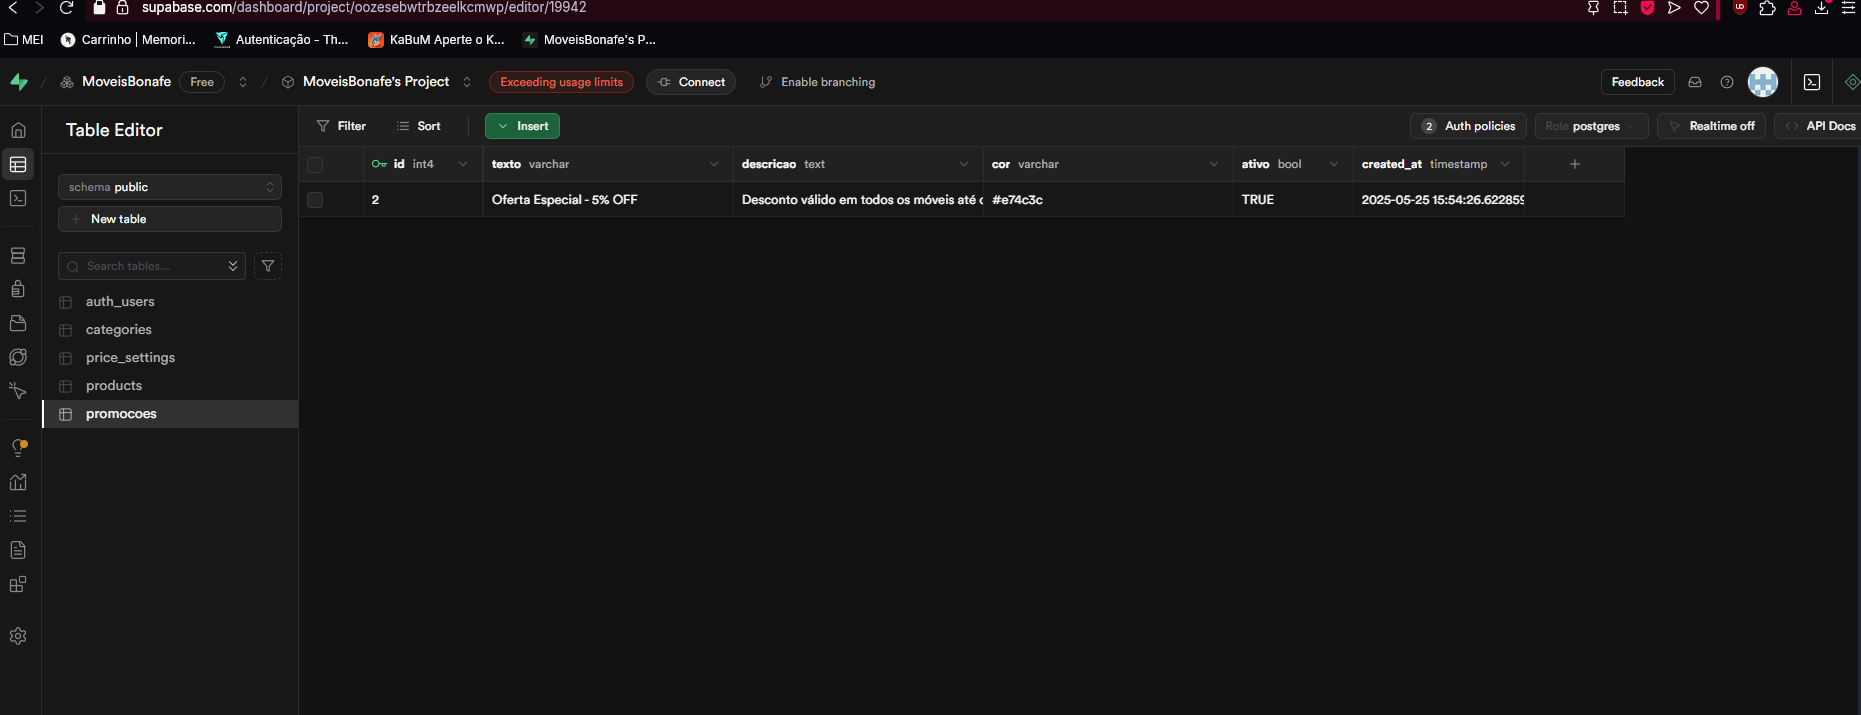 supabase.com/dashboard/project/oozesebwtrbzeelkcmwp/editor/19942
MEI Carrinho | Memori... Autenticação - Th... KaBuM Aperte o K... MoveisBonafe's P...
MoveisBonafe Free MoveisBonafe's Project Exceeding usage limits Connect Enable branching Feedback
Table Editor
Filter Sort Insert 2 Auth policies Role postgres Realtime off API Docs
id int4 texto varchar descricao text cor varchar ativo bool created_at timestamp
2 Oferta Especial - 5% OFF Desconto válido em todos os móveis até #e74c3c TRUE 2025-05-25 15:54:26.622859
schema public
New table
Search tables...
auth_users
categories
price_settings
products
promocoes